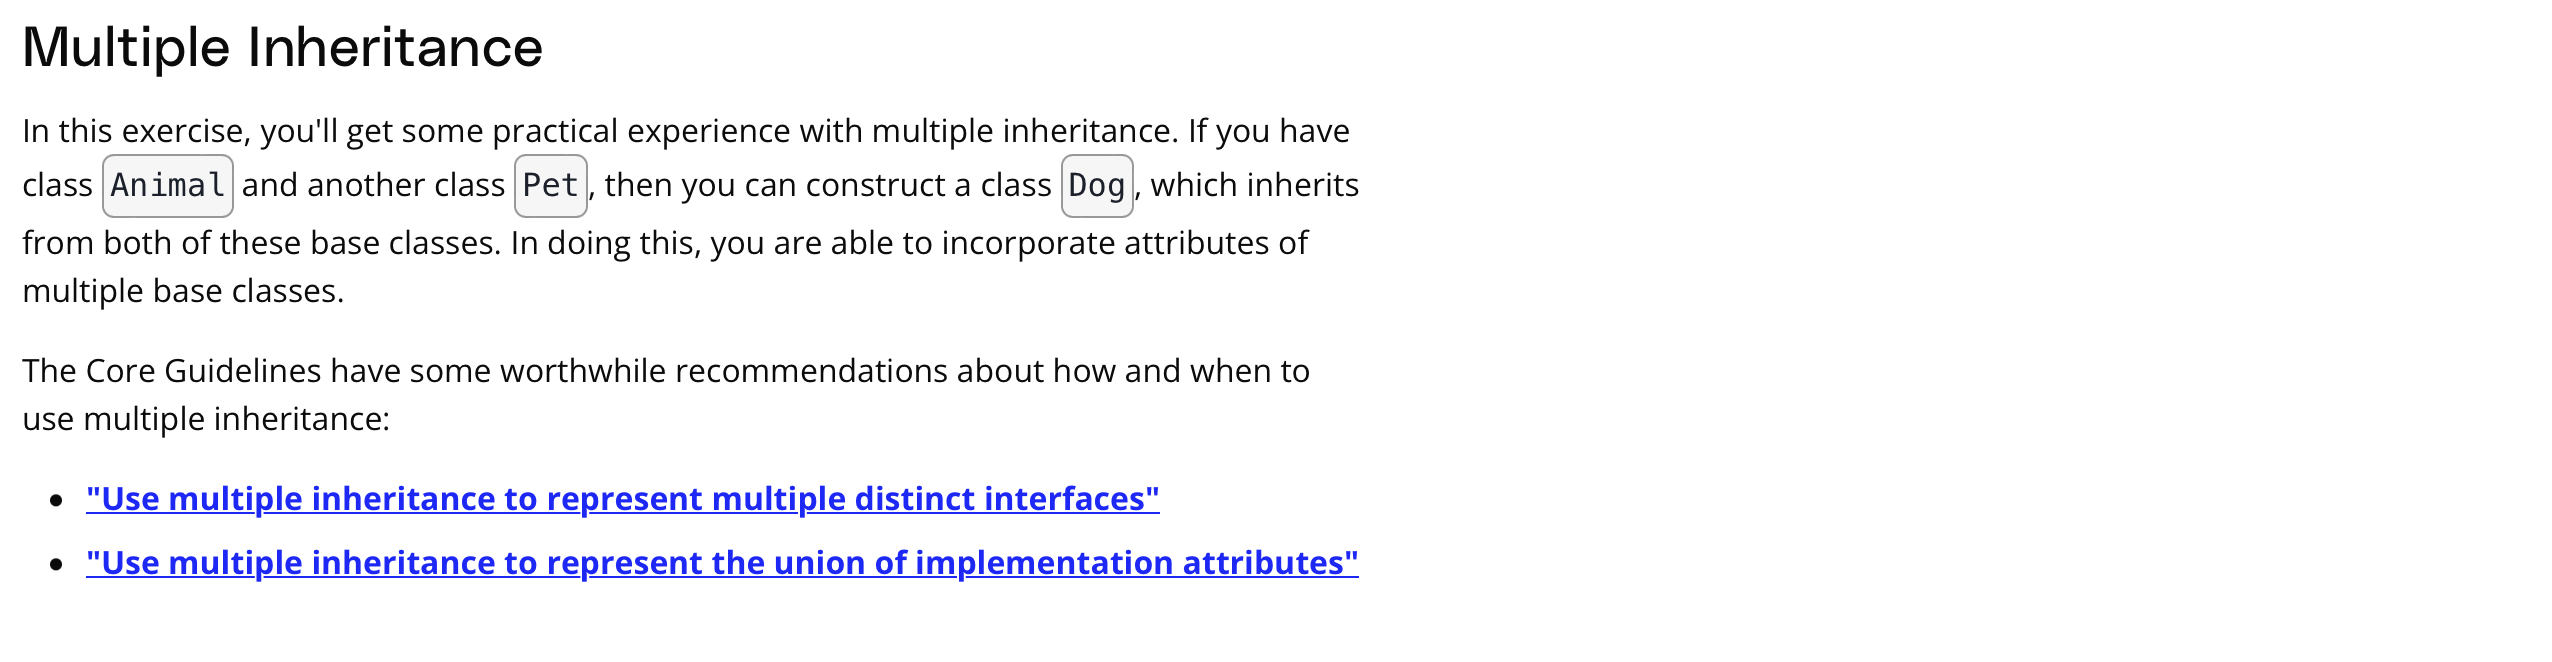 Multiple Inheritance
In this exercise, you'll get some practical experience with multiple inheritance. If you have
class Animal and another class Pet, then you can construct a class Dog, which inherits
from both of these base classes. In doing this, you are able to incorporate attributes of
multiple base classes.
The Core Guidelines have some worthwhile recommendations about how and when to
use multiple inheritance:
• "Use multiple inheritance to represent multiple distinct interfaces"
• "Use multiple inheritance to represent the union of implementation attributes"